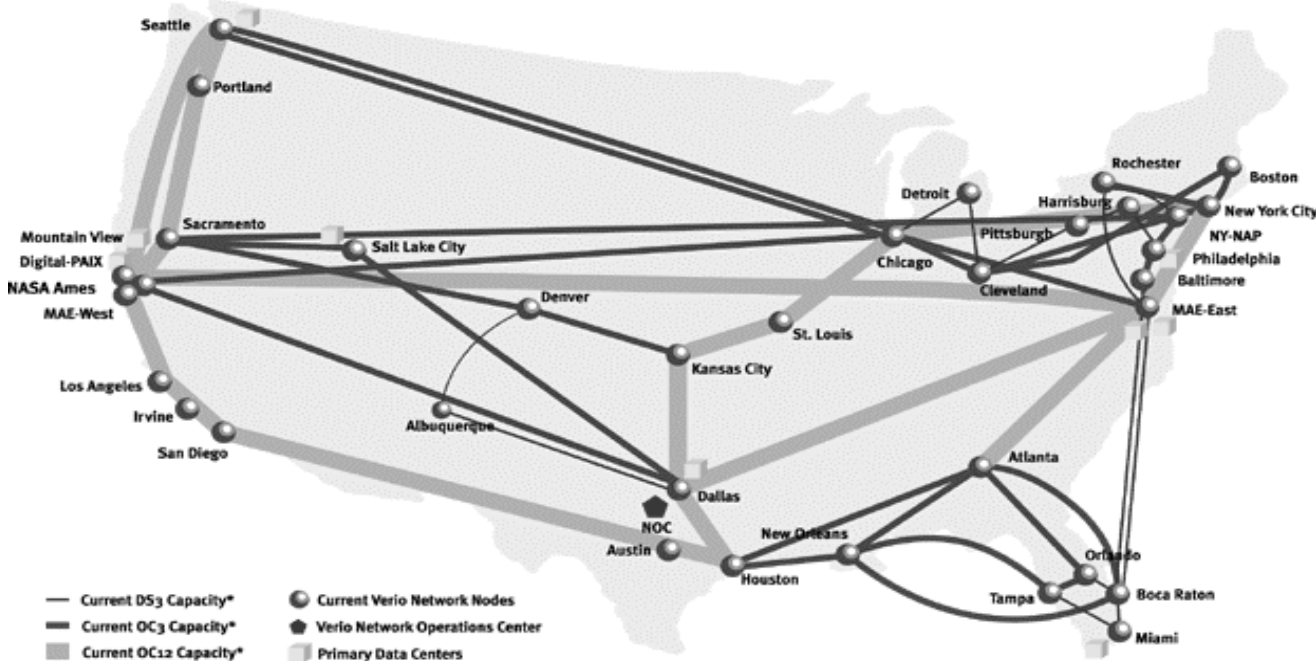 Seattle
Portland
Rochester
Boston
Detroit
Harrisburg
New York City
Sacramento
Mountain View
Salt Lake City
Pittsburgh
NY-NAP
Digital-PAIX
Chicago
Philadelphia
NASA Ames
Cleveland
Baltimore
MAE-West
Denver
MAE-East
St. Louis
Kansas City
Los Angeles
Irvine
Albuquerque
San Diego
Atlanta
Dallas
NOC
New Orleans
Austin
Orlando
Houston
Tampa
Boca Raton
Miami
Current DS3 Capacity*
Current OC3 Capacity*
Current OC12 Capacity*
Current Verio Network Nodes
Verio Network Operations Center
Primary Data Centers